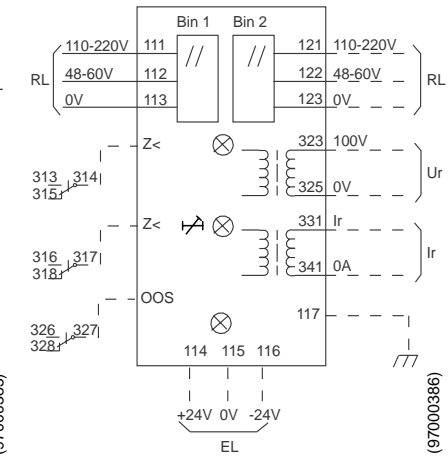 Bin 1 Bin 2
110-220V 111 121 110-220V
RL 48-60V 112 122 48-60V RL
0V 113 123 0V
Z< 323 100V
313 314
315 325 0V Ur
Z< 331 Ir
316 317 Ir
318 341 0A
OOS 117
326 327
328
114 115 116
+24V 0V -24V
EL
(97000386)